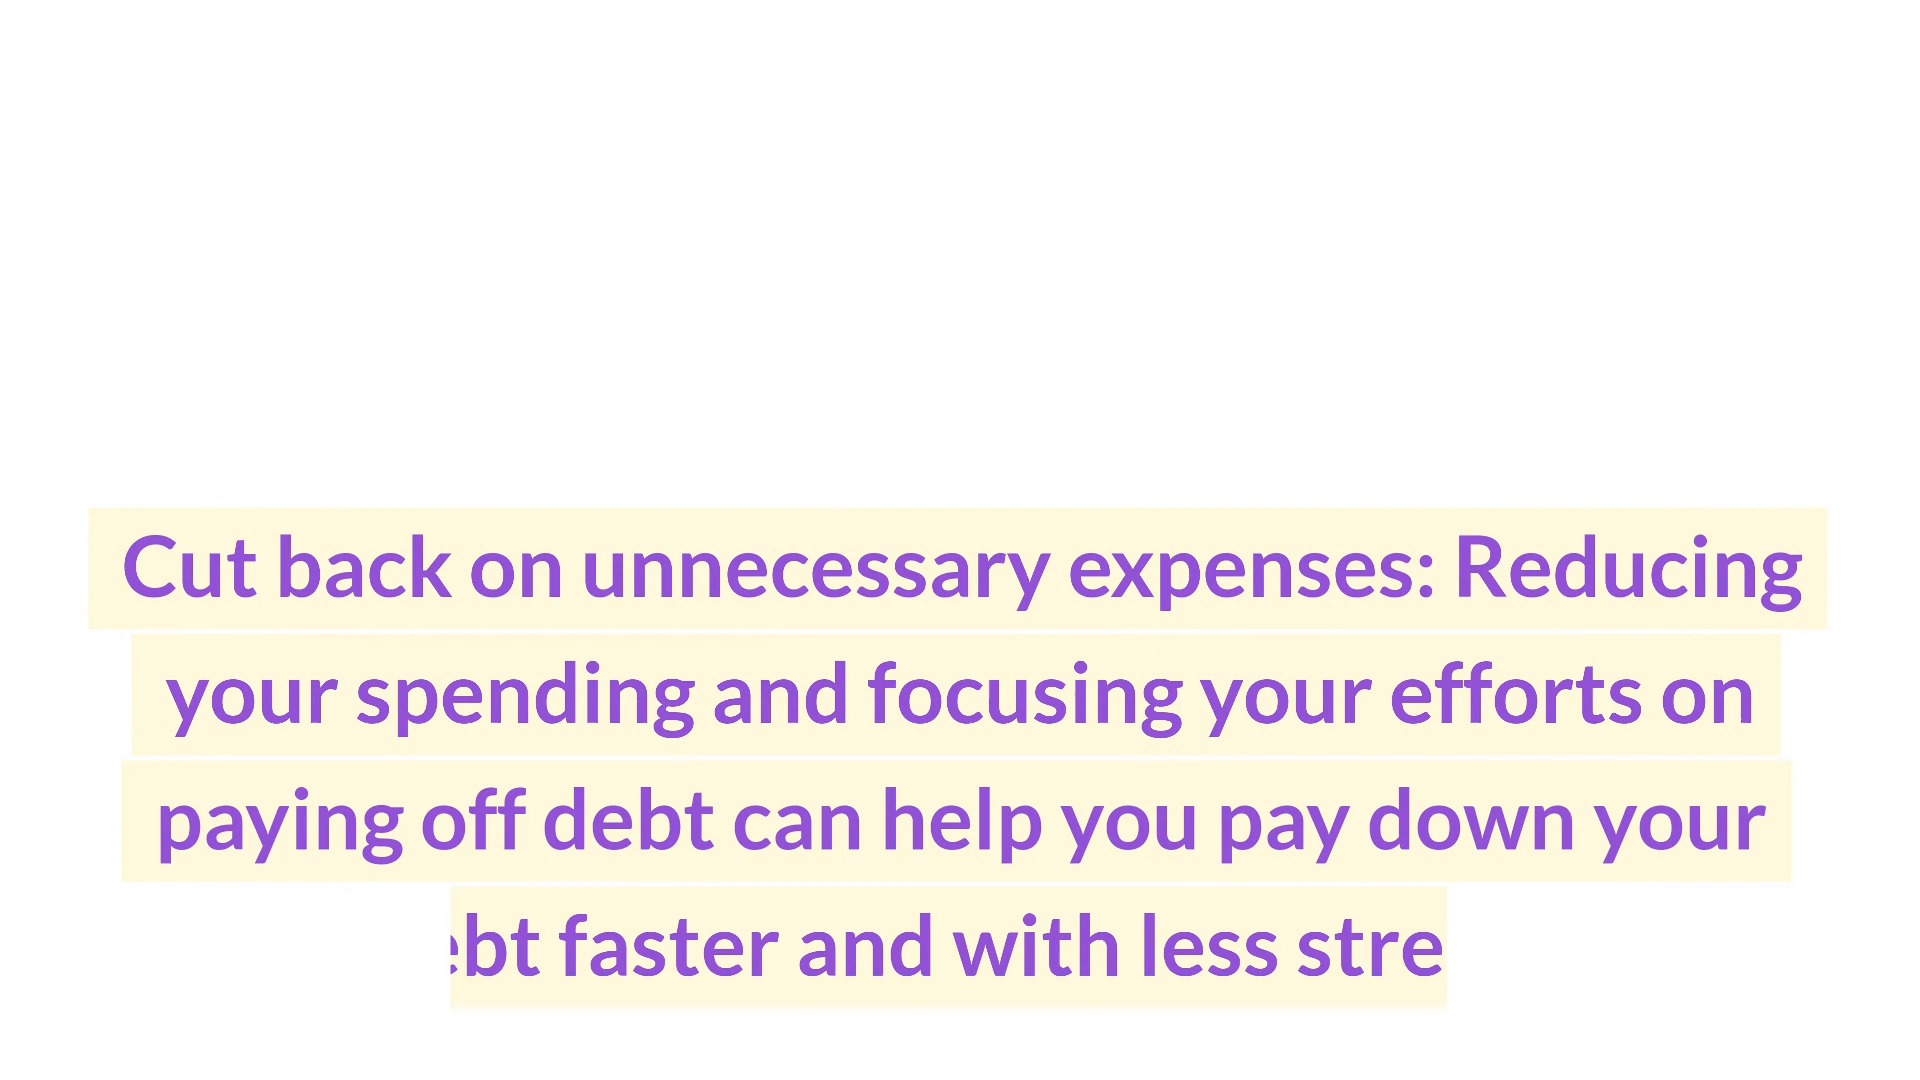 Cut back on unnecessary expenses: Reducing
your spending and focusing your efforts on
paying off debt can help you pay down your
ebt faster and with less stre